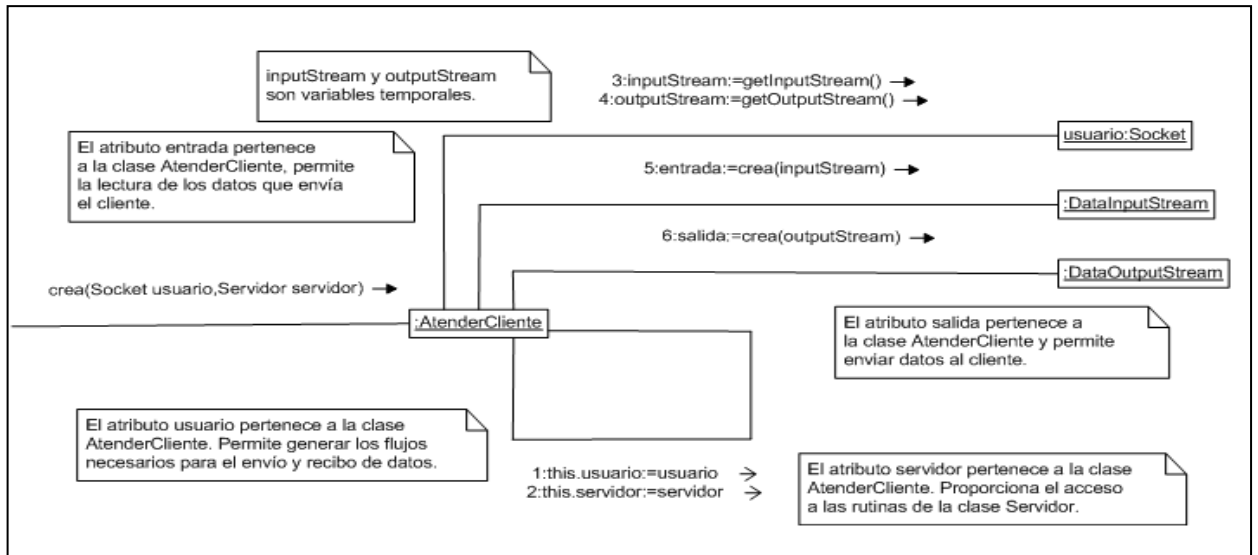 inputStream y outputStream
son variables temporales.
3:inputStream:=getInputStream()
4:outputStream:=getOutputStream()
El atributo entrada pertenece
a la clase AtenderCliente, permite
la lectura de los datos que envía
el cliente.
usuario:Socket
5:entrada:=crea(inputStream)
:DataInputStream
6:salida:=crea(outputStream)
:DataOutputStream
crea(Socket usuario,Servidor servidor)
:AtenderCliente
El atributo salida pertenece a
la clase AtenderCliente y permite
enviar datos al cliente.
El atributo usuario pertenece a la clase
AtenderCliente. Permite generar los flujos
necesarios para el envío y recibo de datos.
1:this.usuario:=usuario
2:this.servidor:=servidor
El atributo servidor pertenece a la clase
AtenderCliente. Proporciona el acceso
a las rutinas de la clase Servidor.